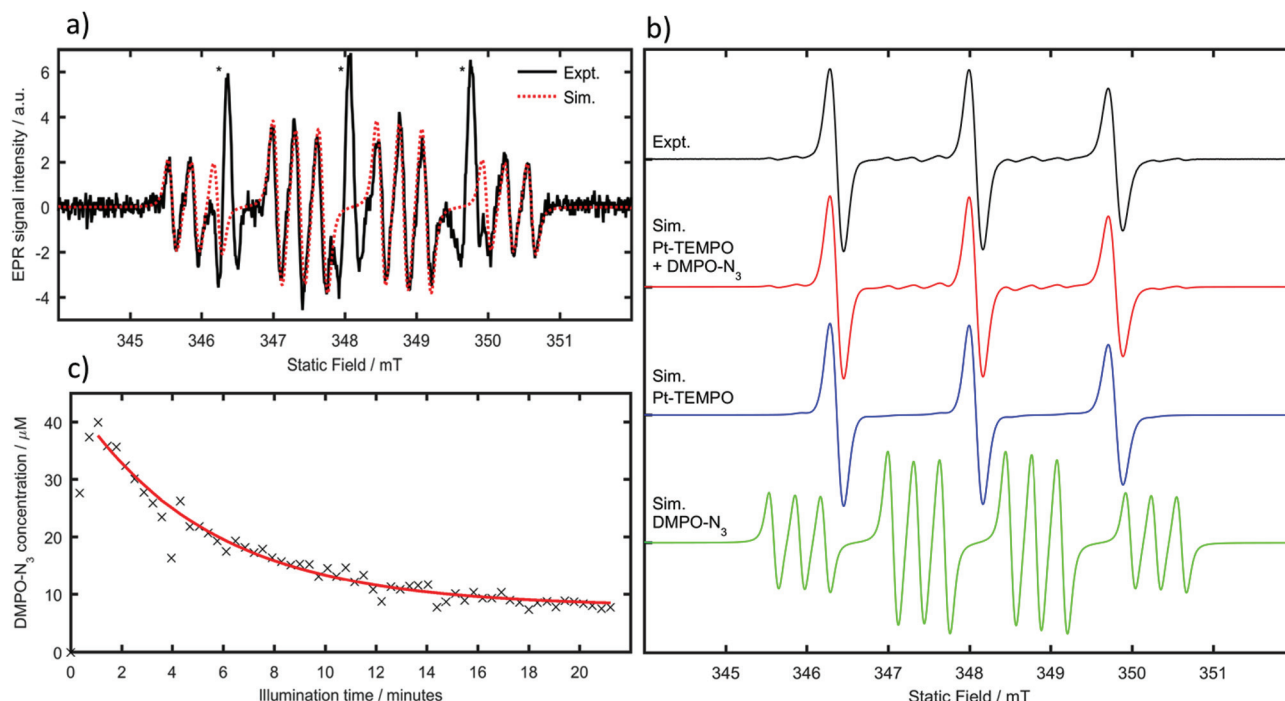 a)
* * *
6
4
2
0
-2
-4
EPR signal intensity / a.u.
Expt.
Sim.
345 346 347 348 349 350 351
Static Field / mT
b)
Expt.
Sim.
Pt-TEMPO
+ DMPO-N3
Sim.
Pt-TEMPO
Sim.
DMPO-N3
345 346 347 348 349 350 351
Static Field / mT
c)
40
30
20
10
0
DMPO-N3 concentration / μM
0 2 4 6 8 10 12 14 16 18 20
Illumination time / minutes